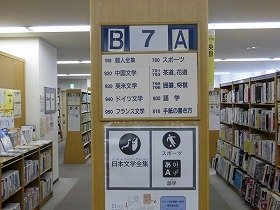 B 7 A
918 個人全集
920 中国文学
930 英米文学
940 ドイツ文学
950 フランス文学
780 スポーツ
茶道、花道
囲碁、将棋
800 語学
816 手紙の書き方
日本文学全集
スポーツ
あ A
語学